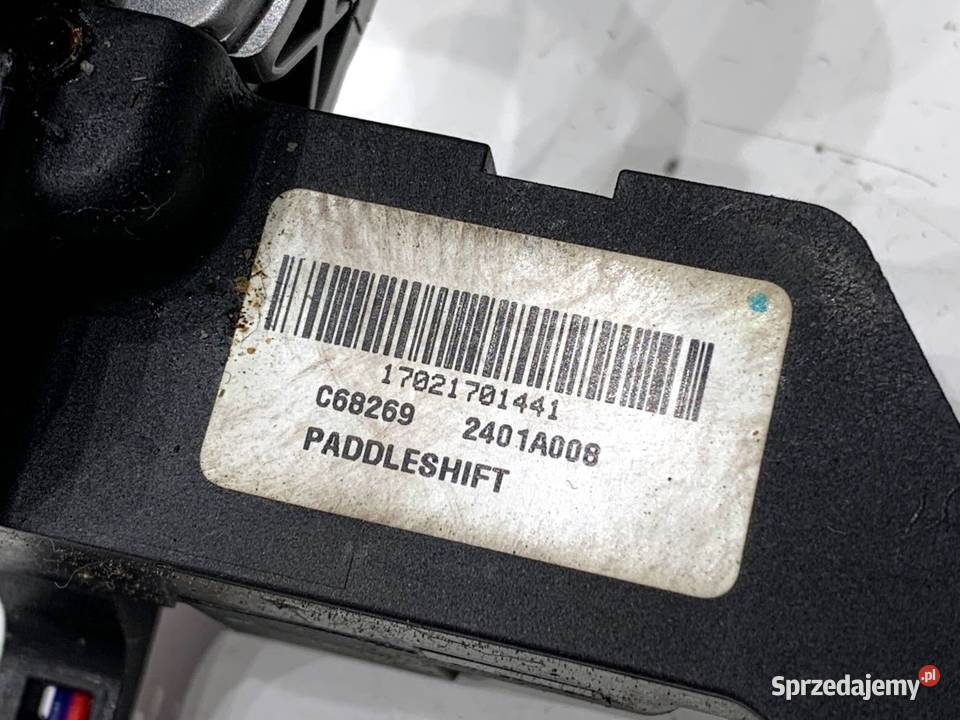 17021701441
C68269 2401A008
PADDLESHIFT
Sprzedajemy.pl